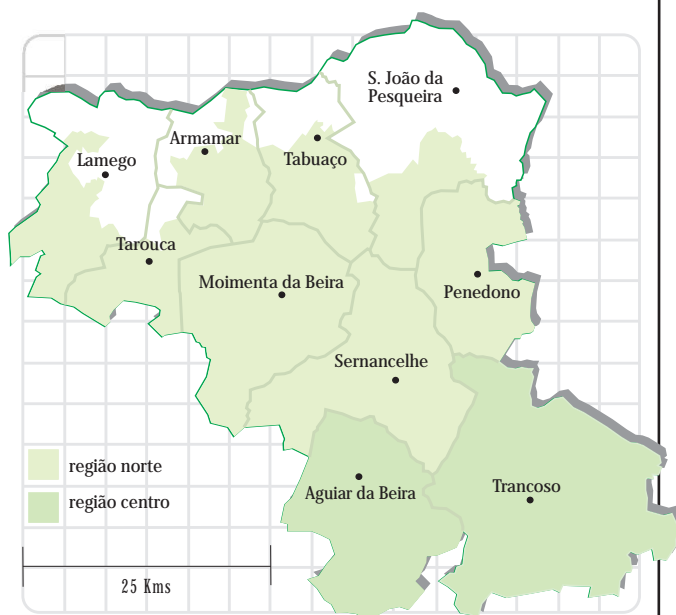 S. João da
Pesqueira
Armamar
Lamego
Tabuaço
Tarouca
Moimenta da Beira
Penedono
Sernancelhe
região norte
região centro
Aguiar da Beira
Trancoso
25 Kms